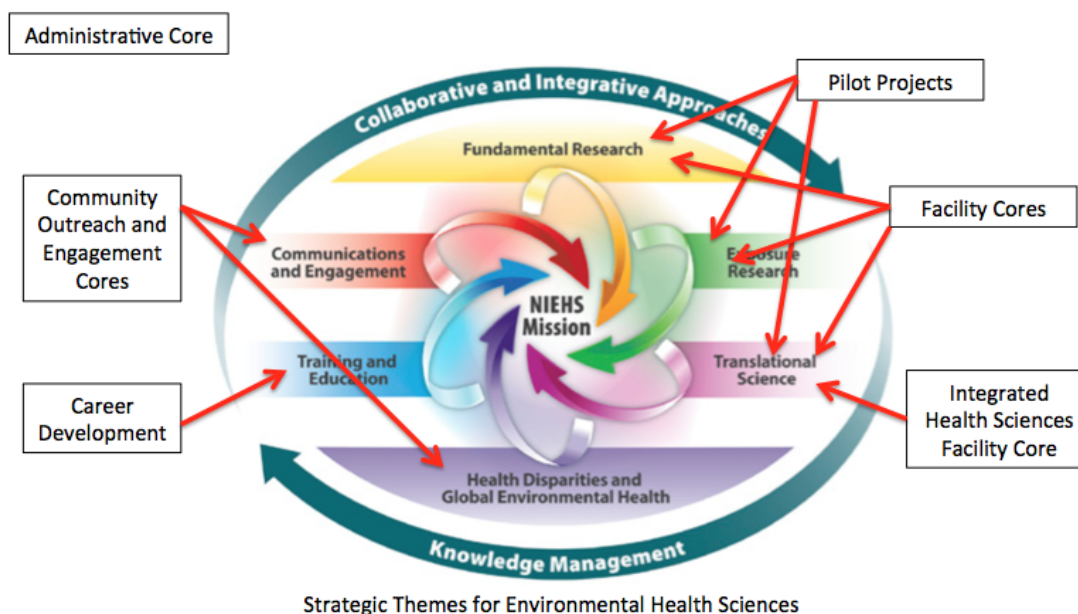 Administrative Core
Collaborative and Integrative Approaches
Pilot Projects
Fundamental Research
Community
Outreach and
Engagement
Cores
Facility Cores
Communications
and Engagement
Exposure
Research
NIEHS
Mission
Training and
Education
Translational
Science
Career
Development
Integrated
Health Sciences
Facility Core
Health Disparities and
Global Environmental Health
Knowledge Management
Strategic Themes for Environmental Health Sciences